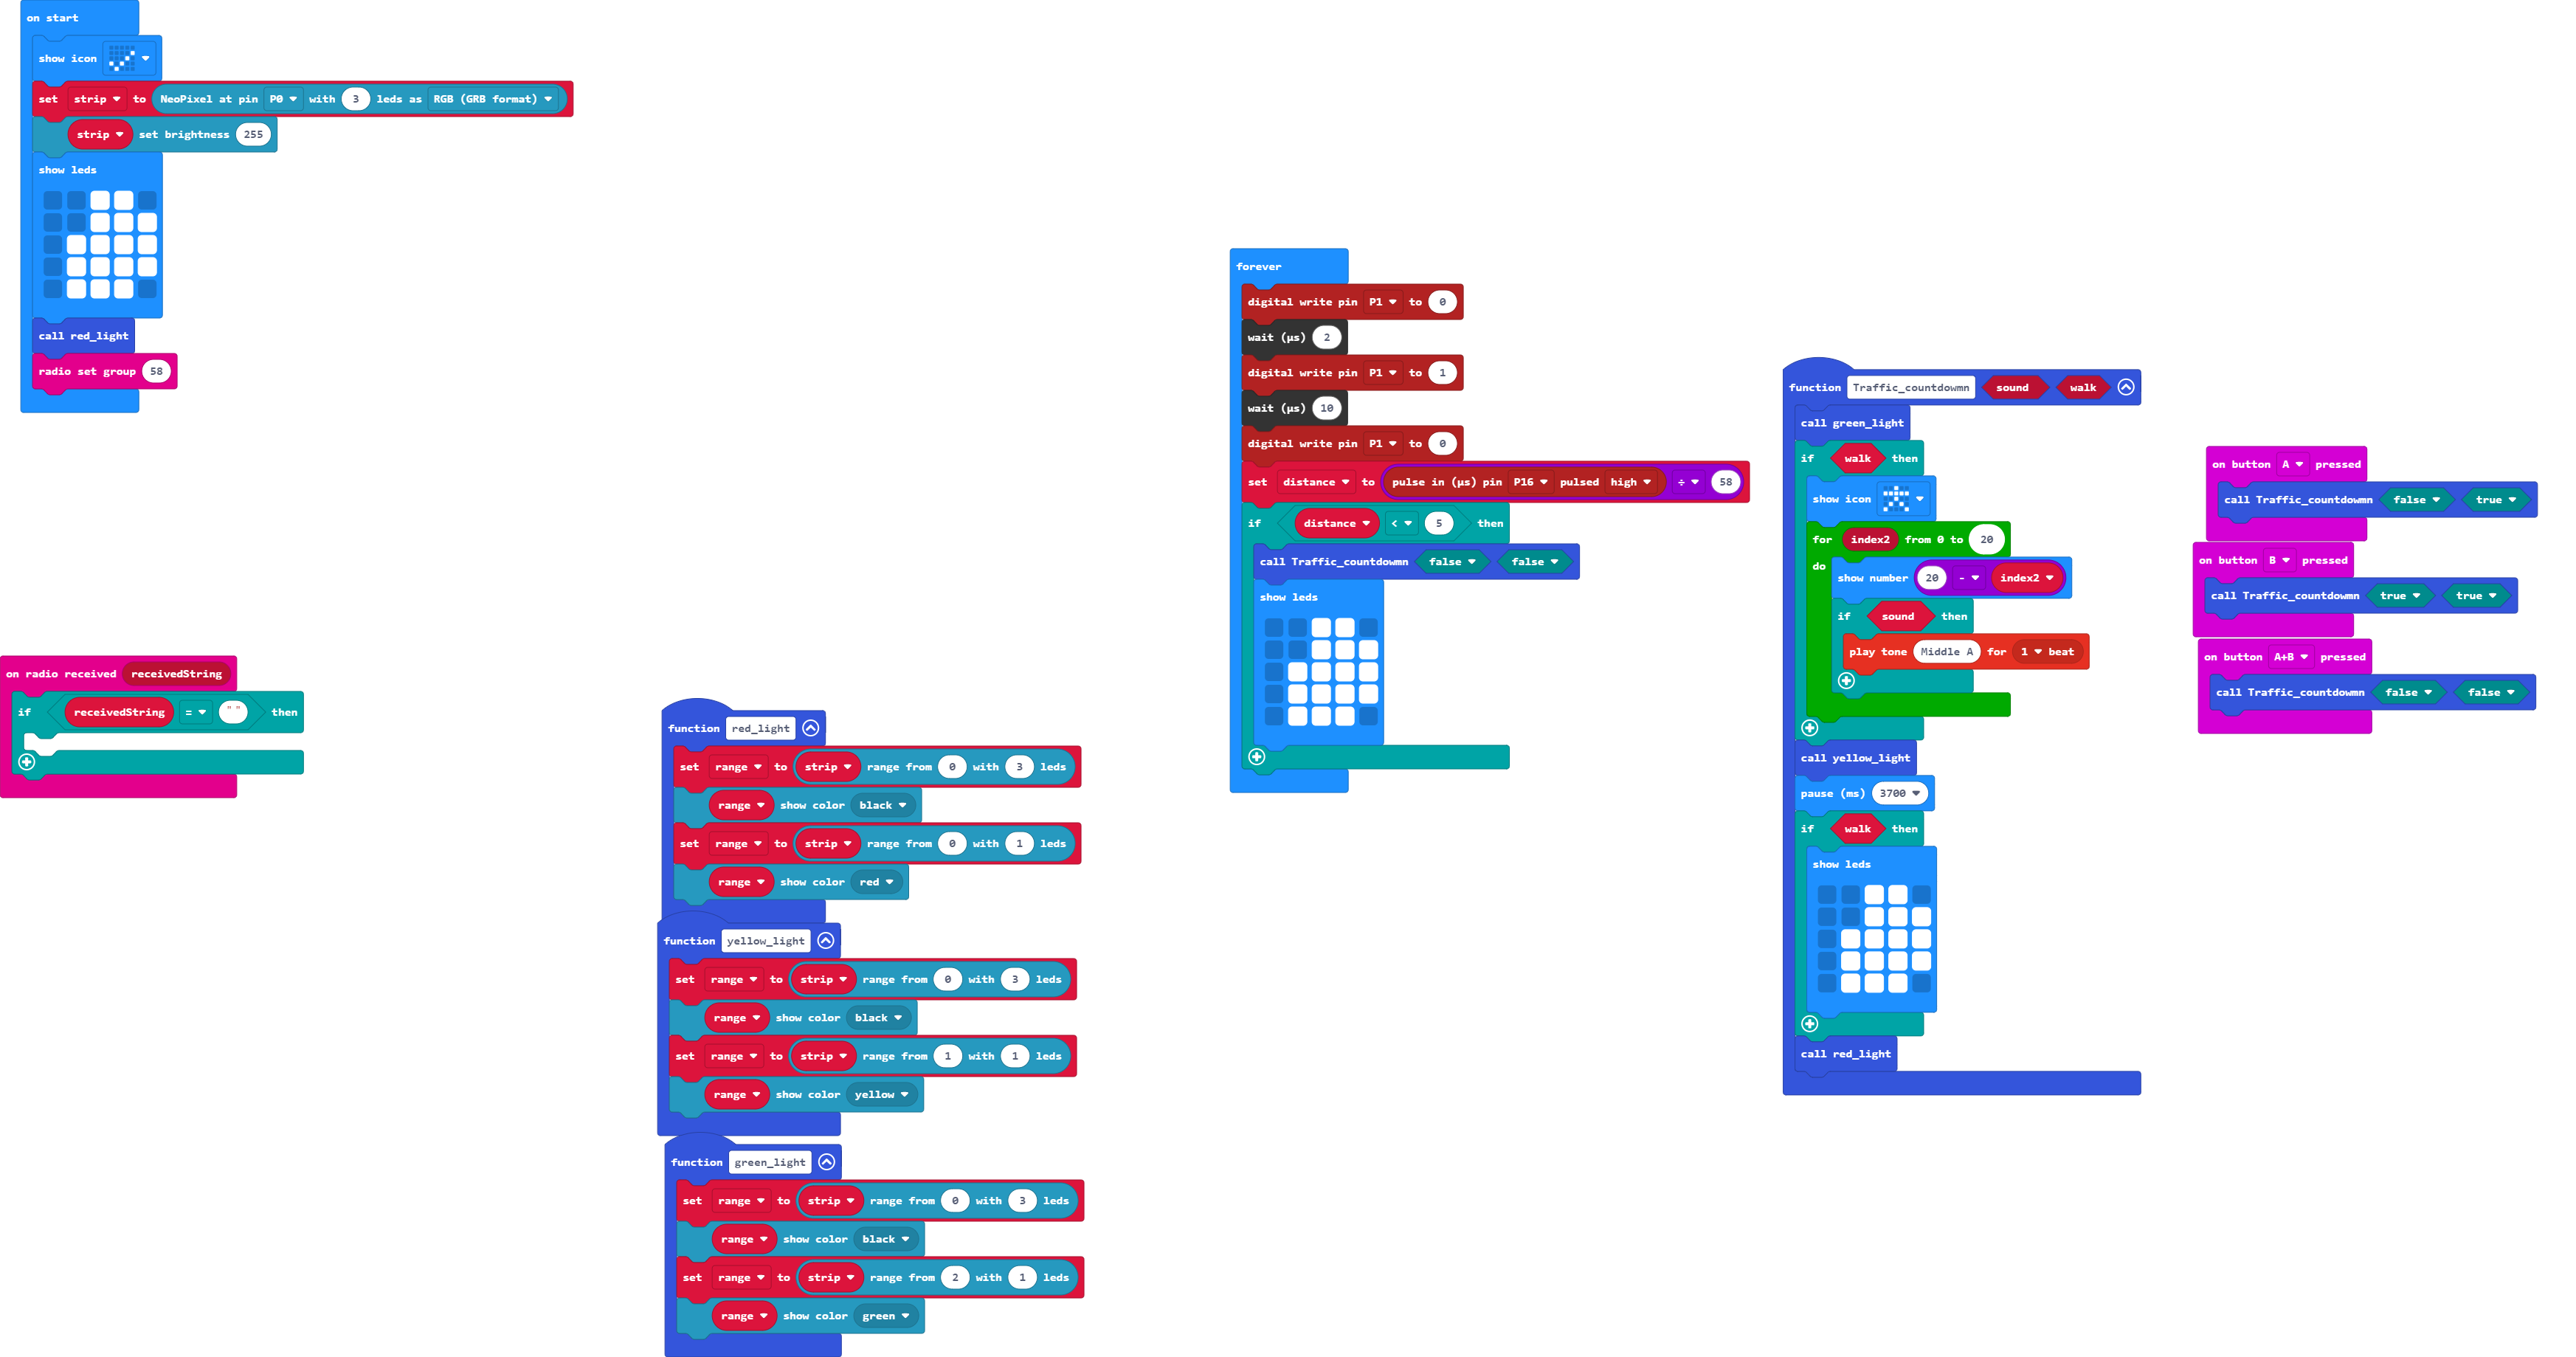 on start
show icon
set strip to NeoPixel at pin P0 with 3 leds as RGB (GRB format)
strip set brightness 255
show leds
call red_light
radio set group 58
on radio received receivedString
if receivedString = " " then
function red_light
set range to strip range from 0 with 3 leds
range show color black
set range to strip range from 0 with 1 leds
range show color red
function yellow_light
set range to strip range from 0 with 3 leds
range show color black
set range to strip range from 1 with 1 leds
range show color yellow
function green_light
set range to strip range from 0 with 3 leds
range show color black
set range to strip range from 2 with 1 leds
range show color green
forever
digital write pin P1 to 0
wait (µs) 2
digital write pin P1 to 1
wait (µs) 10
digital write pin P1 to 0
set distance to pulse in (µs) pin P16 pulsed high ÷ 58
if distance < 5 then
call Traffic_countdowmn false false
show leds
function Traffic_countdowmn sound walk
call green_light
if walk then
show icon
for index2 from 0 to 20
do
show number 20 - index2
if sound then
play tone Middle A for 1 beat
call yellow_light
pause (ms) 3700
if walk then
show leds
call red_light
on button A pressed
call Traffic_countdowmn false true
on button B pressed
call Traffic_countdowmn true true
on button A+B pressed
call Traffic_countdowmn false false